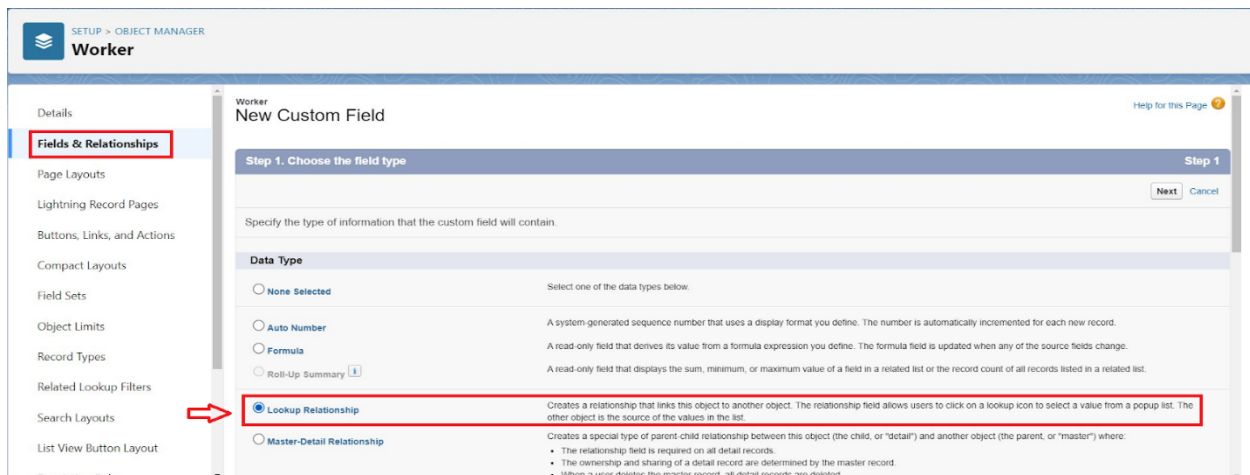 SETUP > OBJECT MANAGER
Worker
Details
Fields & Relationships
Page Layouts
Lightning Record Pages
Buttons, Links, and Actions
Compact Layouts
Field Sets
Object Limits
Record Types
Related Lookup Filters
Search Layouts
List View Button Layout
Worker
New Custom Field
Help for this Page
Step 1. Choose the field type
Step 1
Next Cancel
Specify the type of information that the custom field will contain.
Data Type
None Selected
Select one of the data types below.
Auto Number
A system-generated sequence number that uses a display format you define. The number is automatically incremented for each new record.
Formula
A read-only field that derives its value from a formula expression you define. The formula field is updated when any of the source fields change.
Roll-Up Summary i
A read-only field that displays the sum, minimum, or maximum value of a field in a related list or the record count of all records listed in a related list.
Lookup Relationship
Creates a relationship that links this object to another object. The relationship field allows users to click on a lookup icon to select a value from a popup list. The
other object is the source of the values in the list.
Master-Detail Relationship
Creates a special type of parent-child relationship between this object (the child, or "detail") and another object (the parent, or "master") where:
• The relationship field is required on all detail records.
• The ownership and sharing of a detail record are determined by the master record.
• When a user deletes the master record, all detail records are deleted.